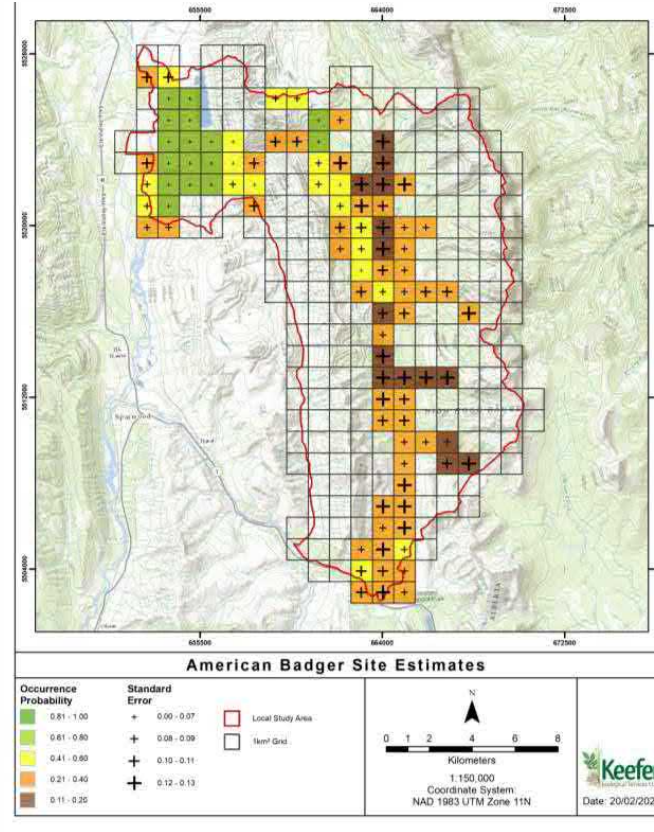 655500 664000 672500
5528000
5520000
5512000
5504000
655500 664000 672500
American Badger Site Estimates
Occurrence Probability
0.81 - 1.00
0.61 - 0.80
0.41 - 0.60
0.21 - 0.40
0.11 - 0.20
Standard Error
0.00 - 0.07
0.08 - 0.09
0.10 - 0.11
0.12 - 0.13
Local Study Area
1km² Grid
N
0 1 2 4 6 8
Kilometers
1:150,000
Coordinate System:
NAD 1983 UTM Zone 11N
Keefer
Date: 20/02/202